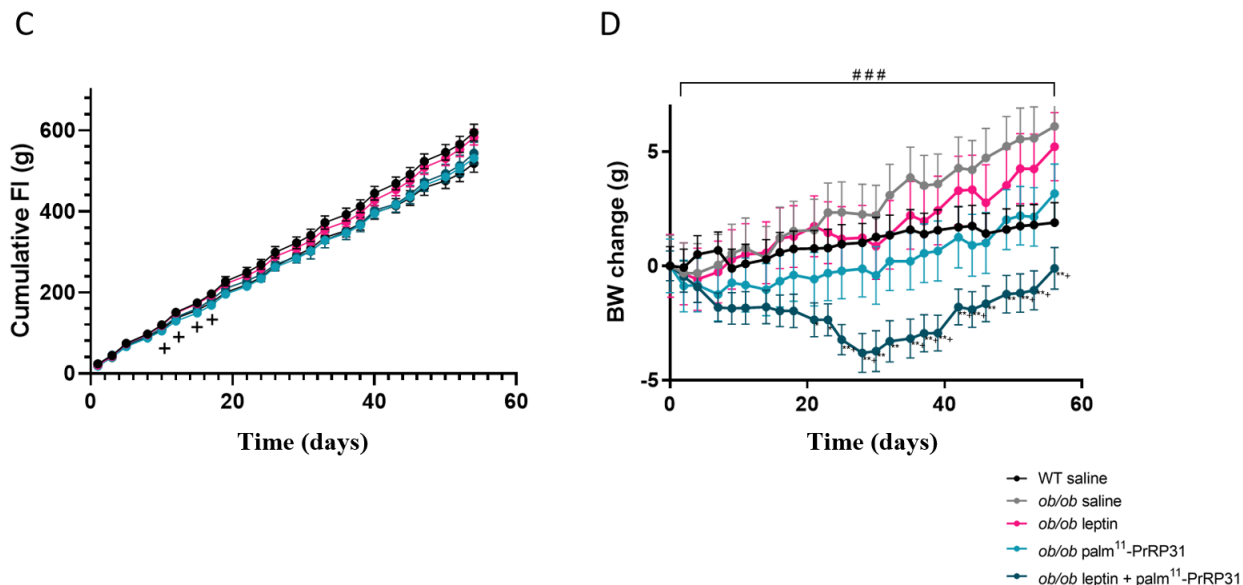 C
D
Cumulative FI (g)
600
400
200
0
0
20
40
60
Time (days)
+ + + +
###
BW change (g)
5
0
-5
0
20
40
60
Time (days)
WT saline
ob/ob saline
ob/ob leptin
ob/ob palm¹¹-PrRP31
ob/ob leptin + palm¹¹-PrRP31